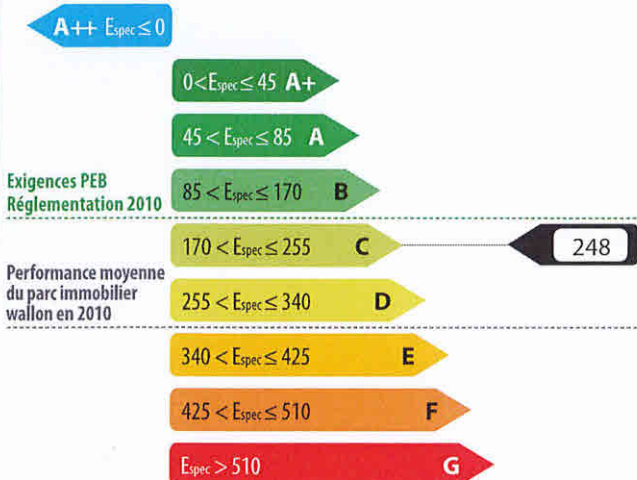 A++ Espec ≤ 0
0 < Espec ≤ 45 A+
45 < Espec ≤ 85 A
Exigences PEB
Réglementation 2010
85 < Espec ≤ 170 B
170 < Espec ≤ 255 C
248
Performance moyenne
du parc immobilier
wallon en 2010
255 < Espec ≤ 340 D
340 < Espec ≤ 425 E
425 < Espec ≤ 510 F
Espec > 510 G